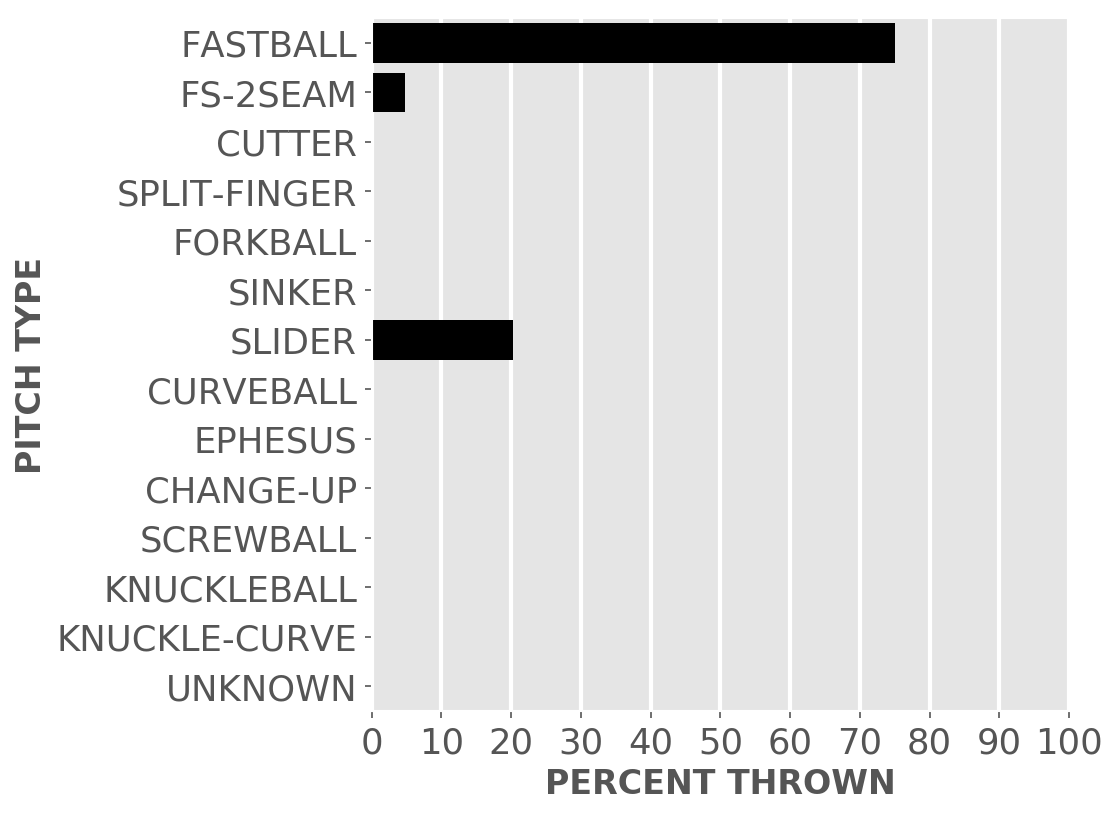 FASTBALL
FS-2SEAM
CUTTER
SPLIT-FINGER
FORKBALL
SINKER
SLIDER
CURVEBALL
EPHESUS
CHANGE-UP
SCREWBALL
KNUCKLEBALL
KNUCKLE-CURVE
UNKNOWN
PITCH TYPE
0 10 20 30 40 50 60 70 80 90 100
PERCENT THROWN